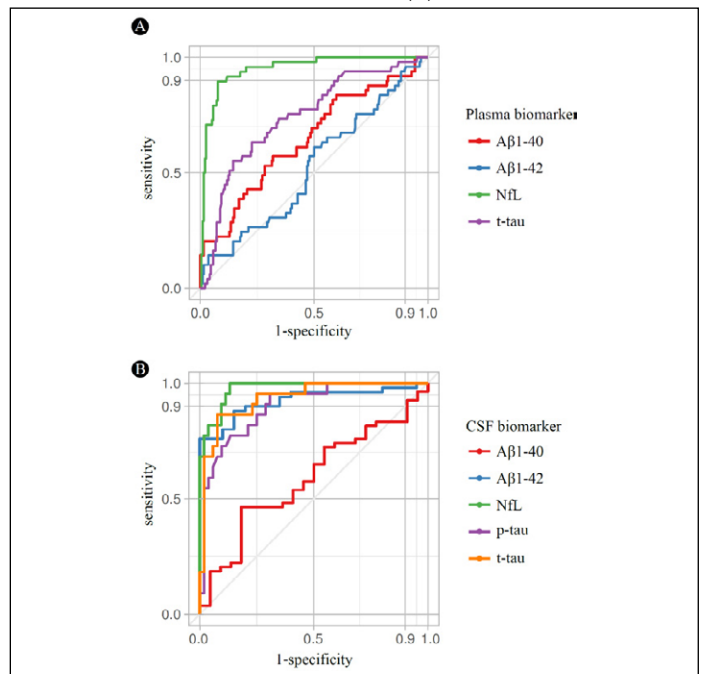 A
1.0
0.9
0.5
0.0
sensitivity
0.0 0.5 0.9 1.0
1-specificity
Plasma biomarker
Aβ1-40
Aβ1-42
NfL
t-tau
B
1.0
0.9
0.5
0.0
sensitivity
0.0 0.5 0.9 1.0
1-specificity
CSF biomarker
Aβ1-40
Aβ1-42
NfL
p-tau
t-tau